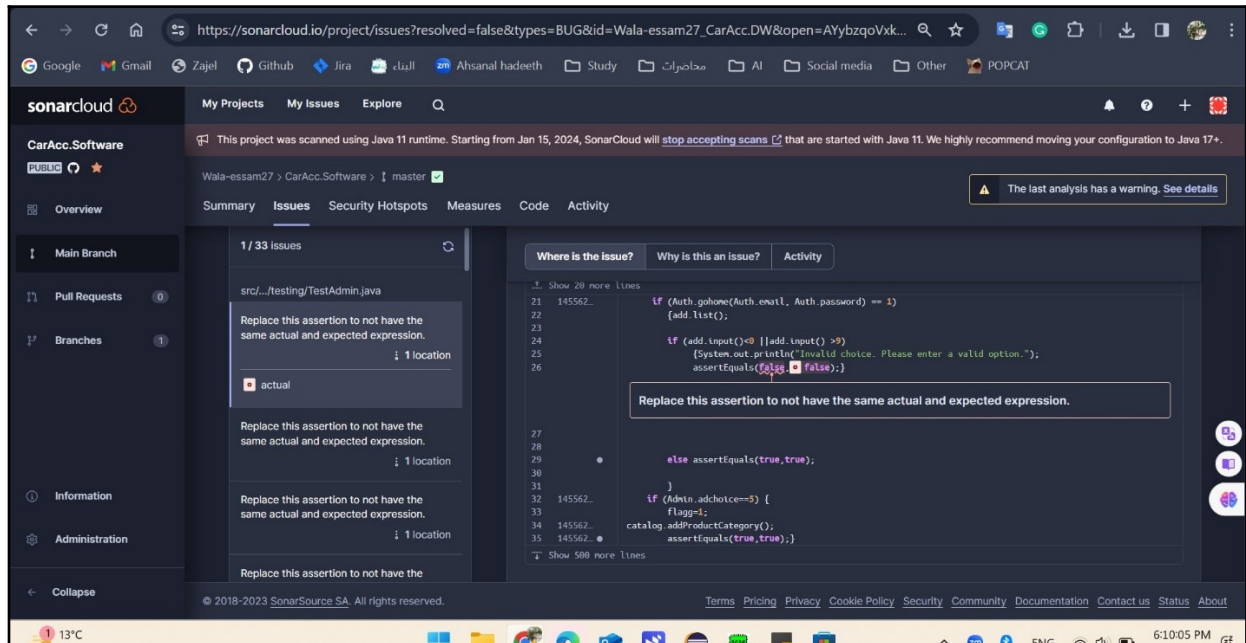 https://sonarcloud.io/project/issues?resolved=false&types=BUG&id=Wala-essam27_CarAcc.DW&open=AYybzqoVxk...
Google Gmail Zajel Github Jira البناء zm Ahsanal hadeeth Study محاضرات AI Social media Other POPCAT
sonarcloud My Projects My Issues Explore
CarAcc.Software
PUBLIC
This project was scanned using Java 11 runtime. Starting from Jan 15, 2024, SonarCloud will stop accepting scans that are started with Java 11. We highly recommend moving your configuration to Java 17+.
Wala-essam27 > CarAcc.Software > master
The last analysis has a warning. See details
Summary Issues Security Hotspots Measures Code Activity
Overview
Main Branch
Pull Requests 0
Branches 1
Information
Administration
Collapse
1 / 33 issues
src/.../testing/TestAdmin.java
Replace this assertion to not have the
same actual and expected expression.
1 location
actual
Replace this assertion to not have the
same actual and expected expression.
1 location
Replace this assertion to not have the
same actual and expected expression.
1 location
Replace this assertion to not have the
Where is the issue? Why is this an issue? Activity
Show 20 more lines
21 145562... if (Auth.gohome(Auth.email, Auth.password) == 1)
22 {add.list();
23
24 if (add.input()<0 ||add.input() >9)
25 {System.out.println("Invalid choice. Please enter a valid option.");
26 assertEquals(false, false);}
Replace this assertion to not have the same actual and expected expression.
27
28
29 else assertEquals(true,true);
30
31 }
32 145562... if (Admin.adchoice==5) {
33 flagg=1;
34 145562... catalog.addProductCategory();
35 145562... assertEquals(true,true);}
Show 500 more lines
© 2018-2023 SonarSource SA. All rights reserved.
Terms Pricing Privacy Cookie Policy Security Community Documentation Contact us Status About
1 13°C
ENG 6:10:05 PM